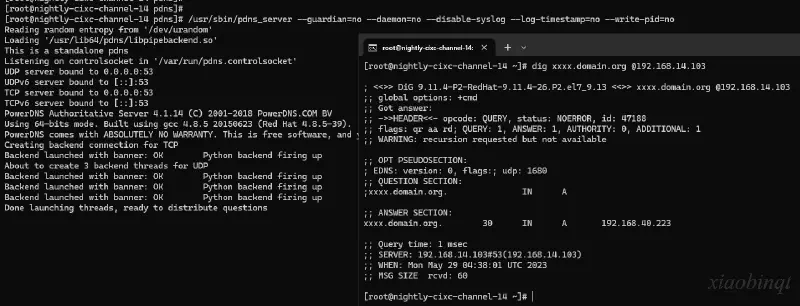 [root@nightly-cixc-channel-14 pdns]#
[root@nightly-cixc-channel-14 pdns]# /usr/sbin/pdns_server --guardian=no --daemon=no --disable-syslog --log-timestamp=no --write-pid=no
Reading random entropy from '/dev/urandom'
Loading '/usr/lib64/pdns/libpipebackend.so'
This is a standalone pdns
Listening on controlsocket in '/var/run/pdns.controlsocket'
UDP server bound to 0.0.0.0:53
UDPv6 server bound to [::]:53
TCP server bound to 0.0.0.0:53
TCPv6 server bound to [::]:53
PowerDNS Authoritative Server 4.1.14 (C) 2001-2018 PowerDNS.COM BV
Using 64-bits mode. Built using gcc 4.8.5 20150623 (Red Hat 4.8.5-39).
PowerDNS comes with ABSOLUTELY NO WARRANTY. This is free software, and y
Creating backend connection for TCP
Backend launched with banner: OK Python backend firing up
About to create 3 backend threads for UDP
Backend launched with banner: OK Python backend firing up
Backend launched with banner: OK Python backend firing up
Backend launched with banner: OK Python backend firing up
Done launching threads, ready to distribute questions
root@nightly-cixc-channel-14:
[root@nightly-cixc-channel-14 ~]# dig xxxx.domain.org @192.168.14.103
; <<>> DiG 9.11.4-P2-RedHat-9.11.4-26.P2.el7_9.13 <<>> xxxx.domain.org @192.168.14.103
;; global options: +cmd
;; Got answer:
;; ->>HEADER<<- opcode: QUERY, status: NOERROR, id: 47188
;; flags: qr aa rd; QUERY: 1, ANSWER: 1, AUTHORITY: 0, ADDITIONAL: 1
;; WARNING: recursion requested but not available
;; OPT PSEUDOSECTION:
; EDNS: version: 0, flags:; udp: 1680
;; QUESTION SECTION:
;xxxx.domain.org. IN A
;; ANSWER SECTION:
xxxx.domain.org. 30 IN A 192.168.40.223
;; Query time: 1 msec
;; SERVER: 192.168.14.103#53(192.168.14.103)
;; WHEN: Mon May 29 04:38:01 UTC 2023
;; MSG SIZE rcvd: 60
[root@nightly-cixc-channel-14 ~]#
xiaobinqt